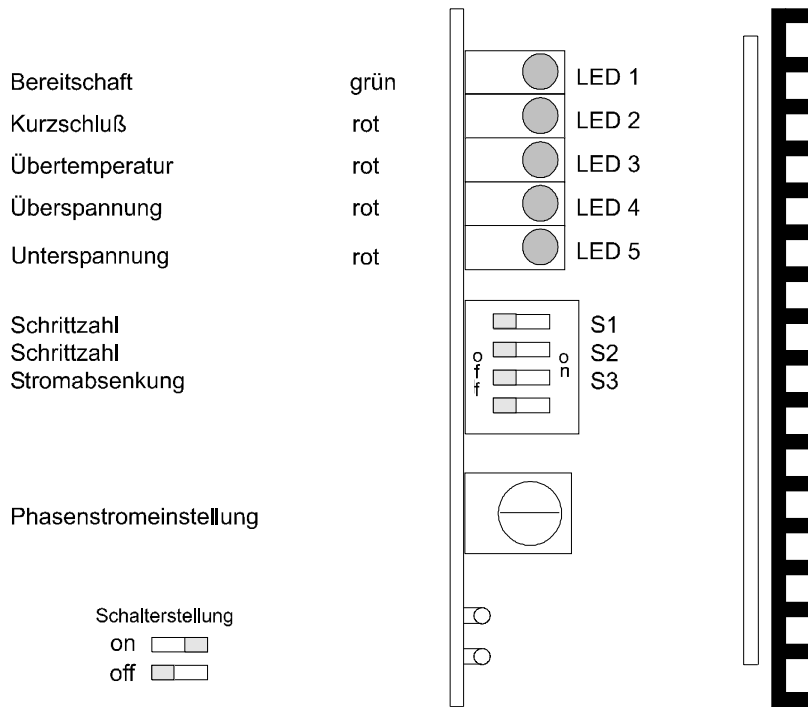 Bereitschaft grün LED 1
Kurzschluß rot LED 2
Übertemperatur rot LED 3
Überspannung rot LED 4
Unterspannung rot LED 5
Schrittzahl S1
Schrittzahl S2
Stromabsenkung S3
off
on
Phasenstromeinstellung
Schalterstellung
on
off